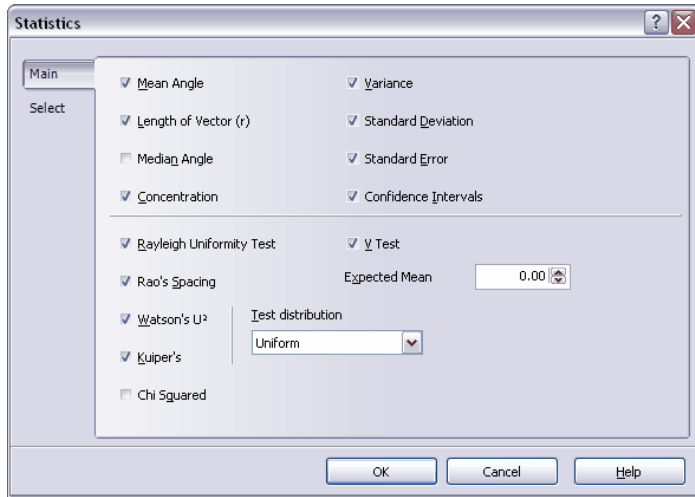 Statistics
Main
Select
Mean Angle
Variance
Length of Vector (r)
Standard Deviation
Median Angle
Standard Error
Concentration
Confidence Intervals
Rayleigh Uniformity Test
V Test
Rao's Spacing
Expected Mean
0.00
Watson's U²
Test distribution
Uniform
Kuiper's
Chi Squared
OK
Cancel
Help